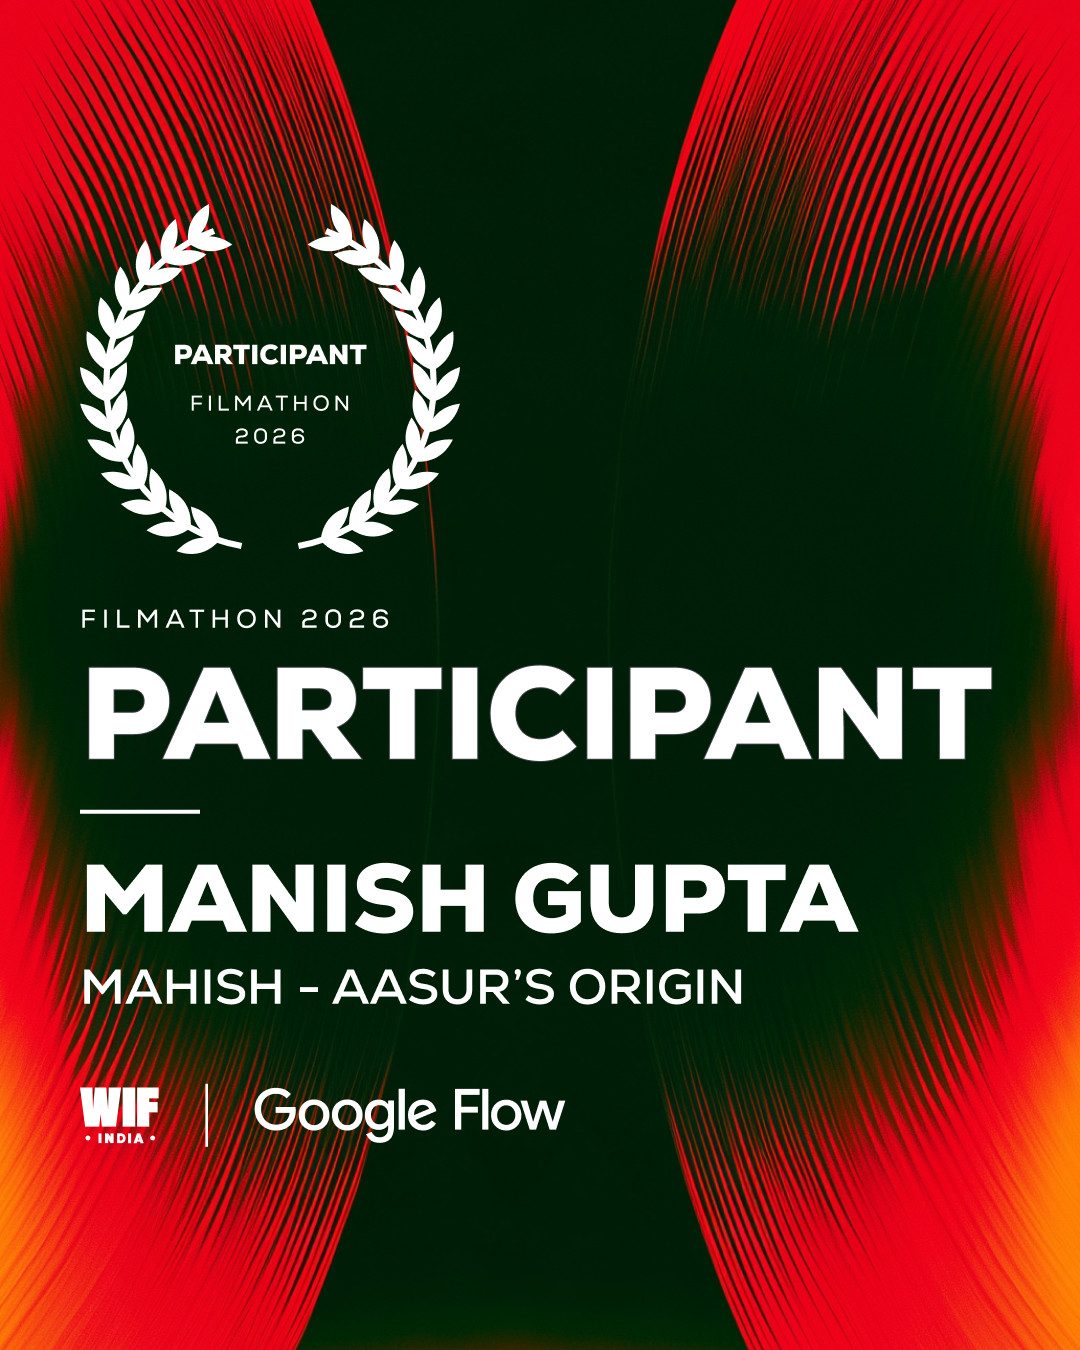 PARTICIPANT
FILMATHON
2026
FILMATHON 2026
PARTICIPANT
MANISH GUPTA
MAHISH - AASUR’S ORIGIN
WIF
• INDIA •
Google Flow